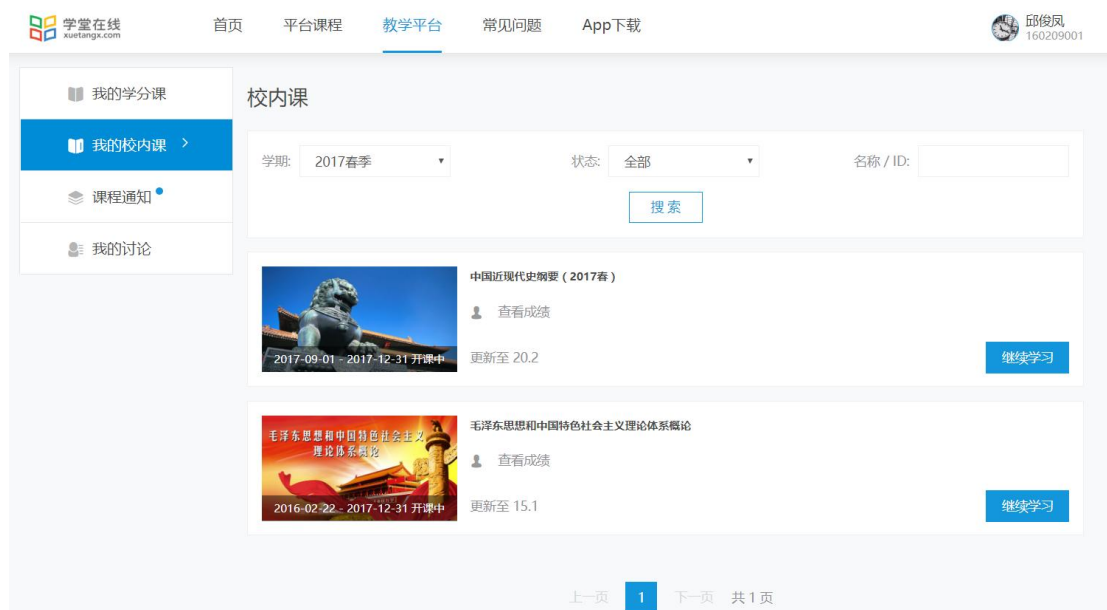 学堂在线
xuetangx.com
首页 平台课程 教学平台 常见问题 App下载
邱俊凤
160209001
我的学分课
我的校内课 >
课程通知
我的讨论
校内课
学期: 2017春季 状态: 全部 名称 / ID:
搜 索
中国近现代史纲要 ( 2017春 )
查看成绩
2017-09-01 - 2017-12-31 开课中
更新至 20.2
继续学习
毛泽东思想和中国特色社会主义
理论体系概论
2016-02-22 - 2017-12-31 开课中
毛泽东思想和中国特色社会主义理论体系概论
查看成绩
更新至 15.1
继续学习
上一页 1 下一页 共 1 页